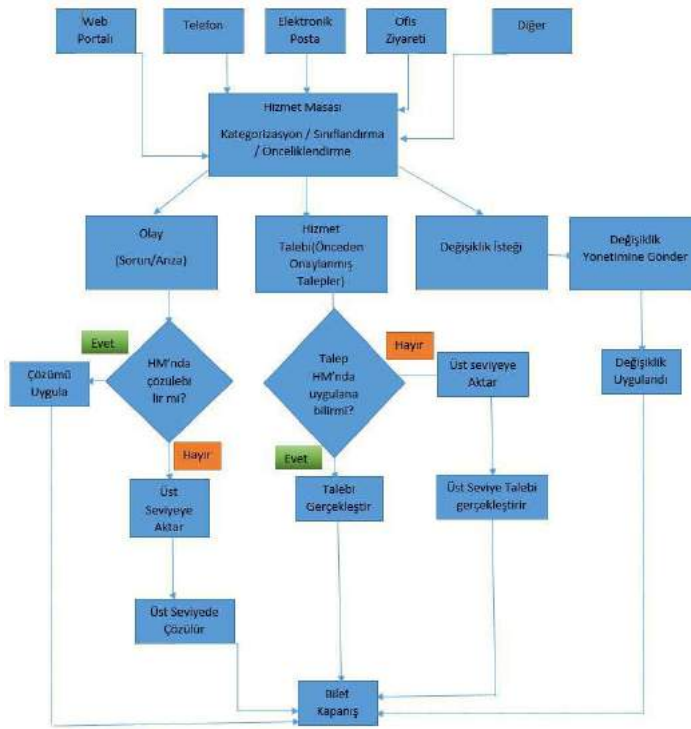 Web
Portalı
Telefon
Elektronik
Posta
Ofis
Ziyareti
Diğer
Hizmet Masası
Kategorizasyon / Sınıflandırma
/ Önceliklendirme
Olay
(Sorun/Arıza)
Hizmet
Talebi(Önceden
Onaylanmış
Talepler)
Değişiklik İsteği
Değişiklik
Yönetimine Gönder
Evet
HM'nda
çözülebi
lir mi?
Çözümü
Uygula
Hayır
Talep
HM'nda
uygulana
bilirmi?
Hayır
Üst seviyeye
Aktar
Değişiklik
Uygulandı
Evet
Üst
Seviyeye
Aktar
Talebi
Gerçekleştir
Üst Seviye Talebi
gerçekleştirir
Üst Seviyede
Çözülür
Bilet
Kapanış